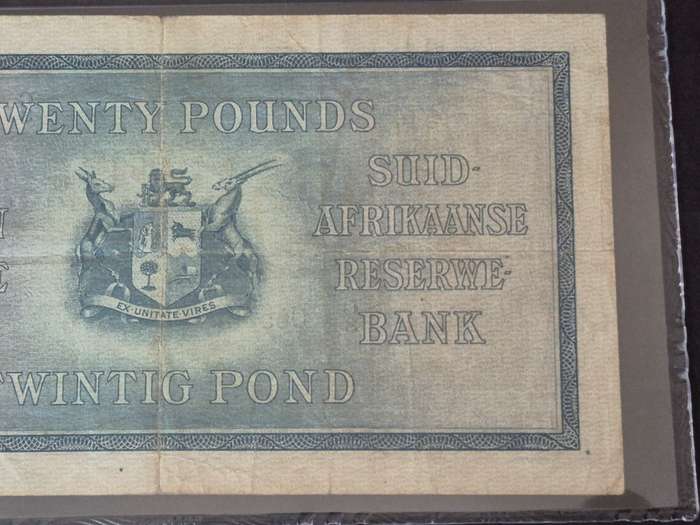 WENTY POUNDS
SUID-
AFRIKAANSE
RESERWE-
BANK
EX·UNITATE·VIRES
TWINTIG POND